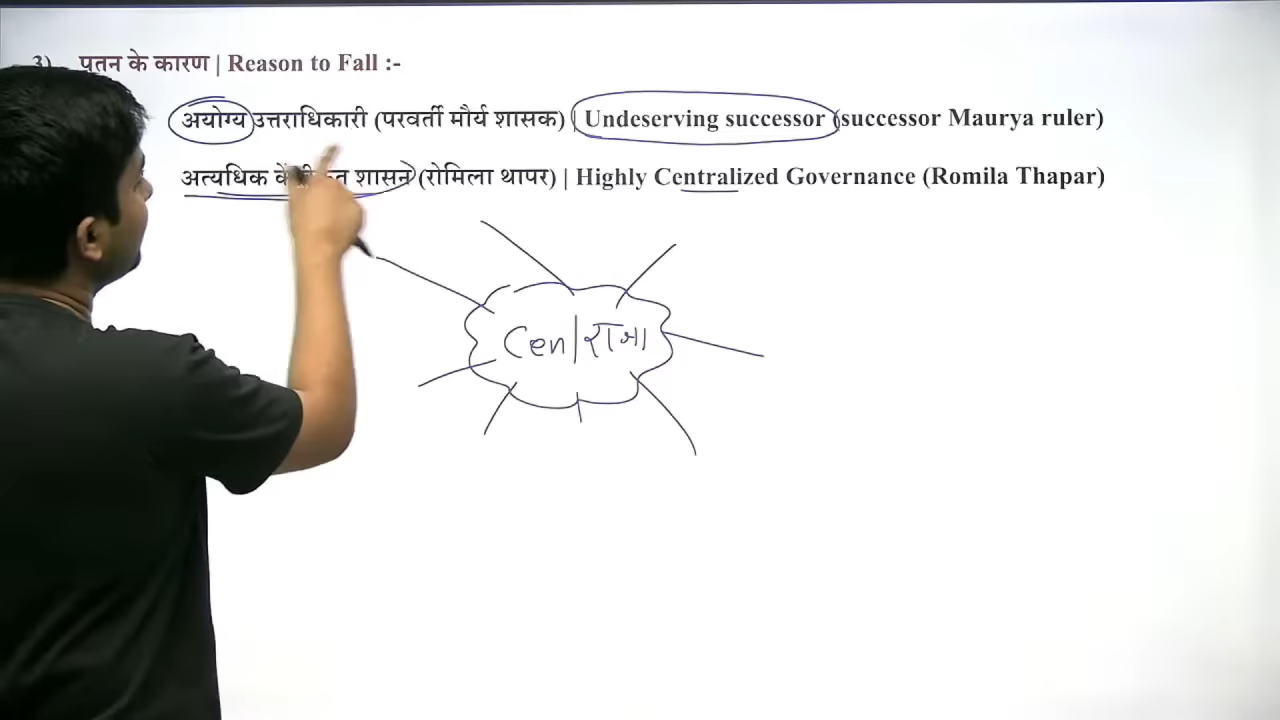 3) पतन के कारण | Reason to Fall :-
अयोग्य उत्तराधिकारी (परवर्ती मौर्य शासक) | Undeserving successor (successor Maurya ruler)
अत्यधिक शासन (रोमिला थापर) | Highly Centralized Governance (Romila Thapar)
Cen | राजा